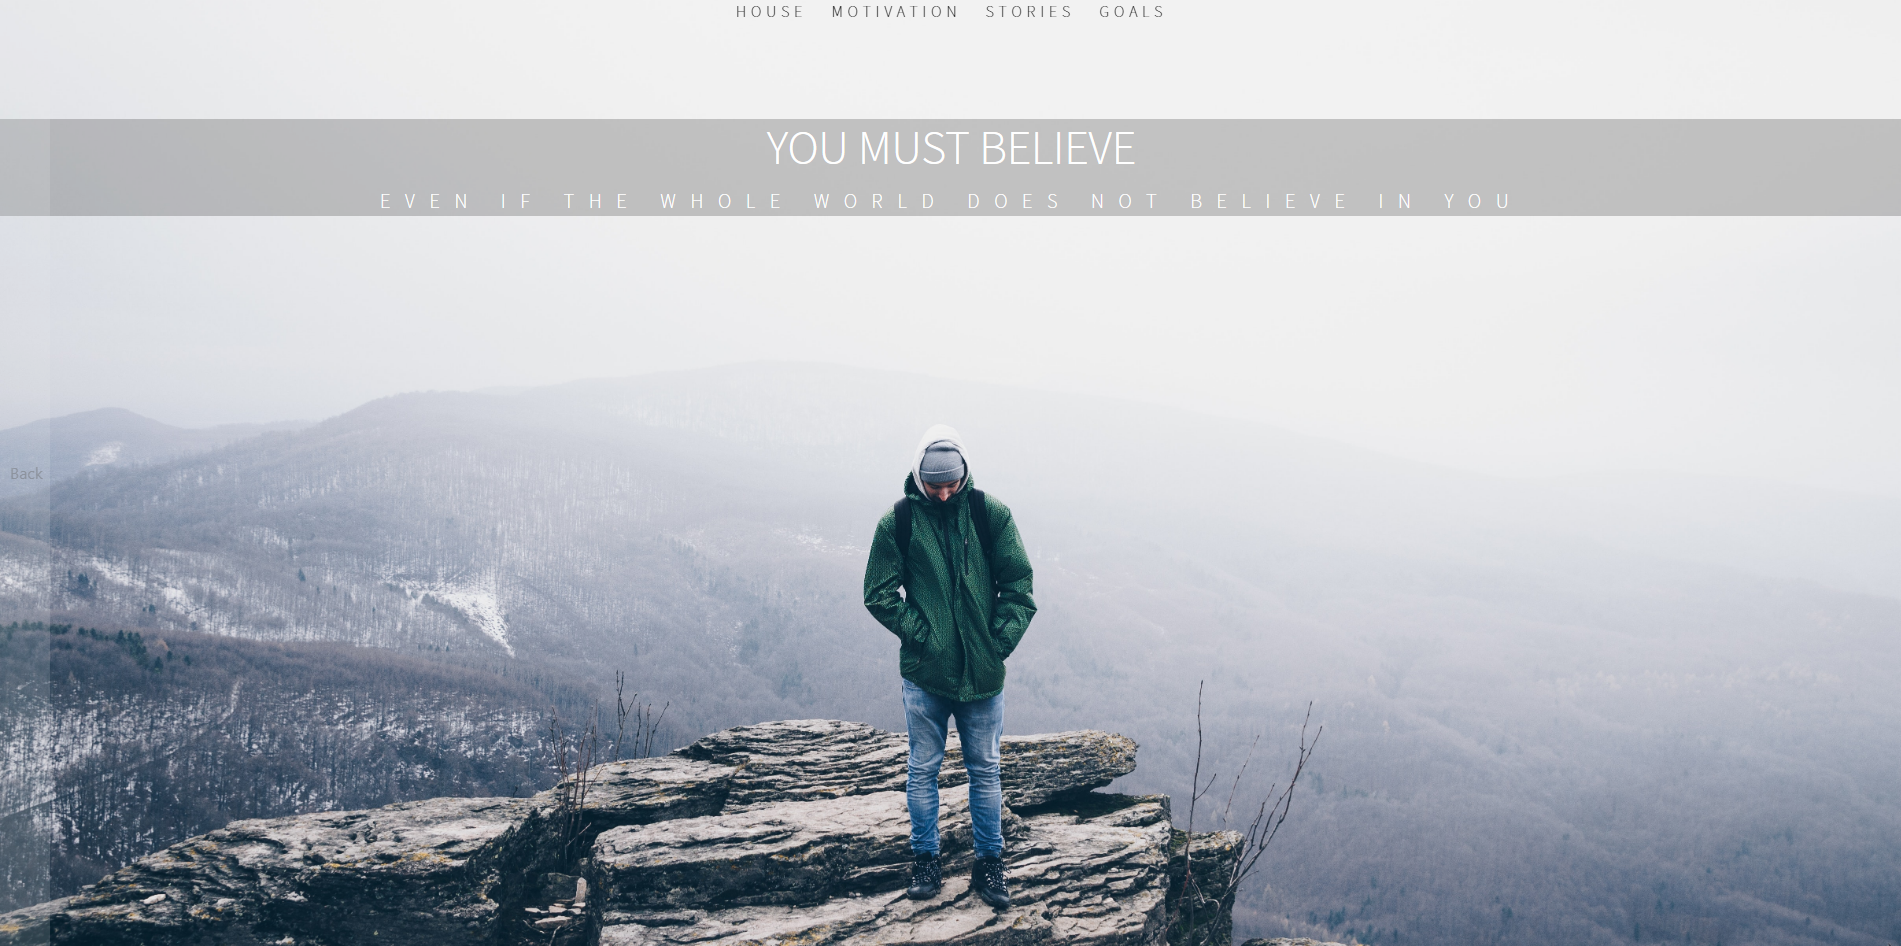 HOUSE MOTIVATION STORIES GOALS
YOU MUST BELIEVE
EVEN IF THE WHOLE WORLD DOES NOT BELIEVE IN YOU
Back